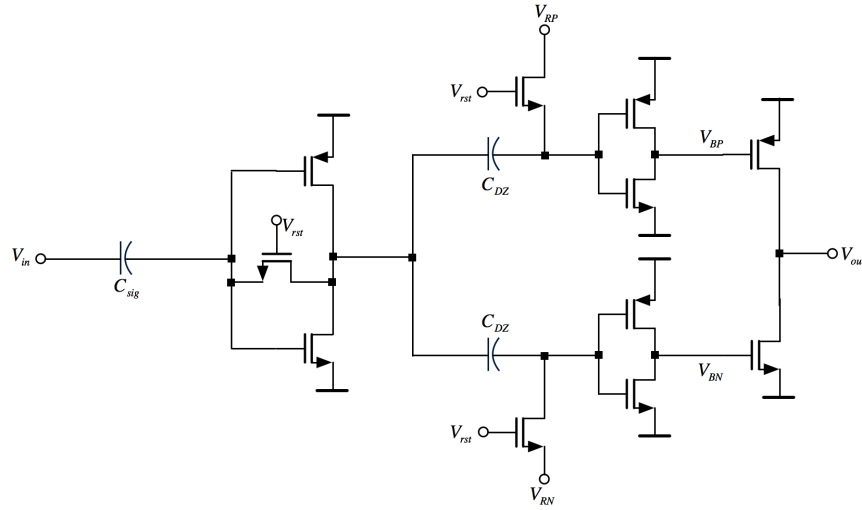 V_RP
V_rst
C_DZ
V_BP
V_rst
V_in
C_sig
V_ou
C_DZ
V_BN
V_rst
V_RN